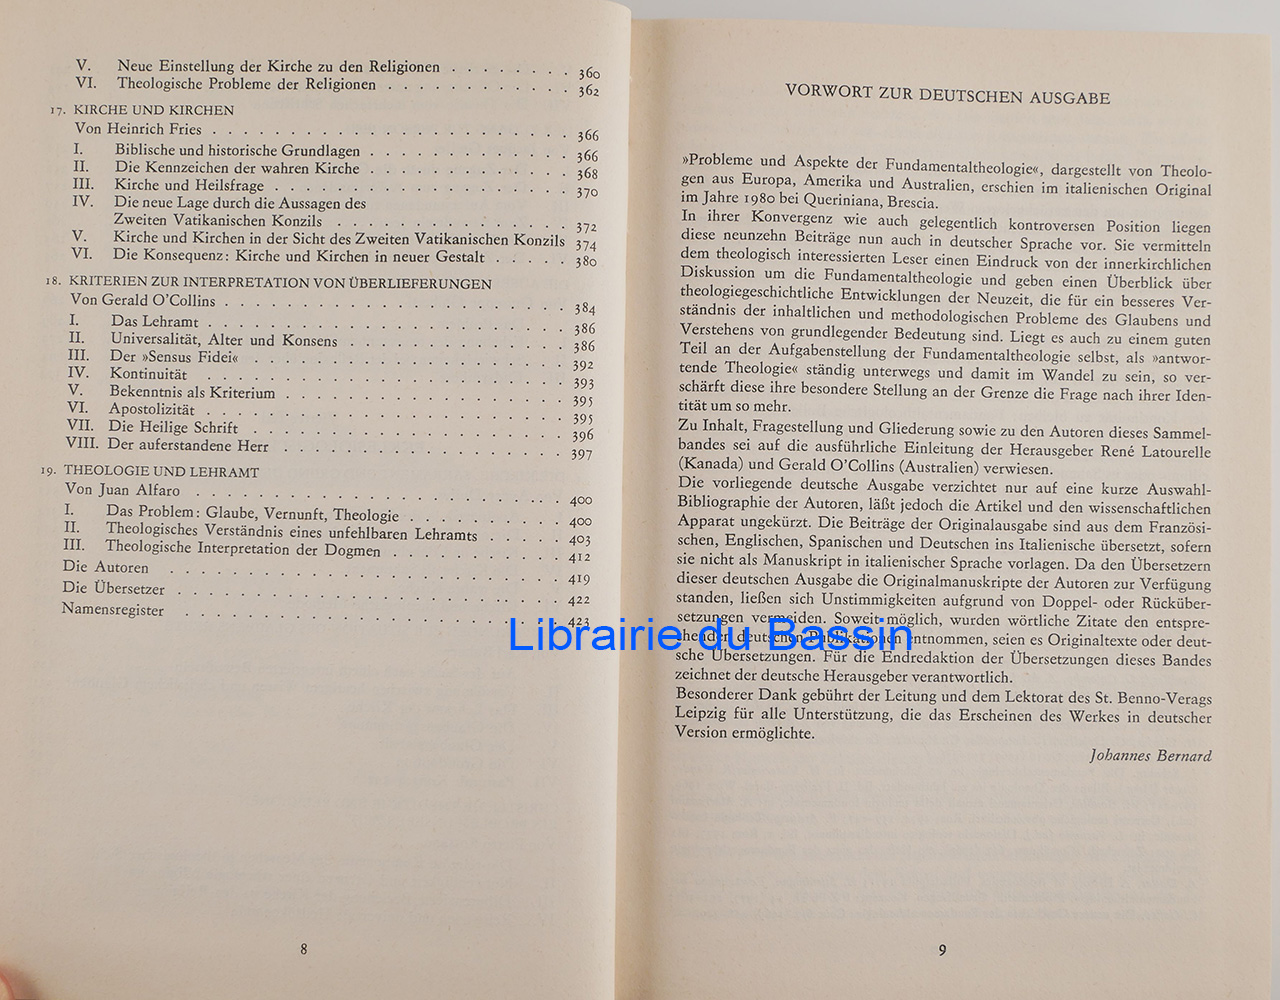 V. Neue Einstellung der Kirche zu den Religionen . . . . . . . . 360
VI. Theologische Probleme der Religionen . . . . . . . . . . . . 362
17. KIRCHE UND KIRCHEN
Von Heinrich Fries . . . . . . . . . . . . . . . . . . . . . . . 366
I. Biblische und historische Grundlagen . . . . . . . . . . . . . 366
II. Die Kennzeichen der wahren Kirche . . . . . . . . . . . . . 368
III. Kirche und Heilsfrage . . . . . . . . . . . . . . . . . . . 370
IV. Die neue Lage durch die Aussagen des
Zweiten Vatikanischen Konzils . . . . . . . . . . . . . . . 372
V. Kirche und Kirchen in der Sicht des Zweiten Vatikanischen Konzils 374
VI. Die Konsequenz: Kirche und Kirchen in neuer Gestalt . . . . . 380
18. KRITERIEN ZUR INTERPRETATION VON ÜBERLIEFERUNGEN
Von Gerald O'Collins . . . . . . . . . . . . . . . . . . . . . . 384
I. Das Lehramt . . . . . . . . . . . . . . . . . . . . . . . 386
II. Universalität, Alter und Konsens . . . . . . . . . . . . . . 386
III. Der »Sensus Fidei« . . . . . . . . . . . . . . . . . . . . 392
IV. Kontinuität . . . . . . . . . . . . . . . . . . . . . . . 393
V. Bekenntnis als Kriterium . . . . . . . . . . . . . . . . . . 395
VI. Apostolizität . . . . . . . . . . . . . . . . . . . . . . . 395
VII. Die Heilige Schrift . . . . . . . . . . . . . . . . . . . . 396
VIII. Der auferstandene Herr . . . . . . . . . . . . . . . . . . 397
19. THEOLOGIE UND LEHRAMT
Von Juan Alfaro . . . . . . . . . . . . . . . . . . . . . . . . 400
I. Das Problem: Glaube, Vernunft, Theologie . . . . . . . . . . 400
II. Theologisches Verständnis eines unfehlbaren Lehramts . . . . . 403
III. Theologische Interpretation der Dogmen . . . . . . . . . . . 412
Die Autoren . . . . . . . . . . . . . . . . . . . . . . . . . . 419
Die Übersetzer . . . . . . . . . . . . . . . . . . . . . . . . . 422
Namensregister . . . . . . . . . . . . . . . . . . . . . . . . . 423
8
VORWORT ZUR DEUTSCHEN AUSGABE
»Probleme und Aspekte der Fundamentaltheologie«, dargestellt von Theolo-
gen aus Europa, Amerika und Australien, erschien im italienischen Original
im Jahre 1980 bei Queriniana, Brescia.
In ihrer Konvergenz wie auch gelegentlich kontroversen Position liegen
diese neunzehn Beiträge nun auch in deutscher Sprache vor. Sie vermitteln
dem theologisch interessierten Leser einen Eindruck von der innerkirchlichen
Diskussion um die Fundamentaltheologie und geben einen Überblick über
theologiegeschichtliche Entwicklungen der Neuzeit, die für ein besseres Ver-
ständnis der inhaltlichen und methodologischen Probleme des Glaubens und
Verstehens von grundlegender Bedeutung sind. Liegt es auch zu einem guten
Teil an der Aufgabenstellung der Fundamentaltheologie selbst, als »antwor-
tende Theologie« ständig unterwegs und damit im Wandel zu sein, so ver-
schärft diese ihre besondere Stellung an der Grenze die Frage nach ihrer Iden-
tität um so mehr.
Zu Inhalt, Fragestellung und Gliederung sowie zu den Autoren dieses Sammel-
bandes sei auf die ausführliche Einleitung der Herausgeber René Latourelle
(Kanada) und Gerald O'Collins (Australien) verwiesen.
Die vorliegende deutsche Ausgabe verzichtet nur auf eine kurze Auswahl-
Bibliographie der Autoren, läßt jedoch die Artikel und den wissenschaftlichen
Apparat ungekürzt. Die Beiträge der Originalausgabe sind aus dem Französi-
schen, Englischen, Spanischen und Deutschen ins Italienische übersetzt, sofern
sie nicht als Manuskript in italienischer Sprache vorlagen. Da den Übersetzern
dieser deutschen Ausgabe die Originalmanuskripte der Autoren zur Verfügung
standen, ließen sich Unstimmigkeiten aufgrund von Doppel- oder Rücküber-
setzungen vermeiden. Soweit möglich, wurden wörtliche Zitate den entspre-
chenden deutschen Publikationen entnommen, seien es Originaltexte oder deut-
sche Übersetzungen. Für die Endredaktion der Übersetzungen dieses Bandes
zeichnet der deutsche Herausgeber verantwortlich.
Besonderer Dank gebührt der Leitung und dem Lektorat des St. Benno-Verags
Leipzig für alle Unterstützung, die das Erscheinen des Werkes in deutscher
Version ermöglichte.
Johannes Bernard
9
Librairie du Bassin